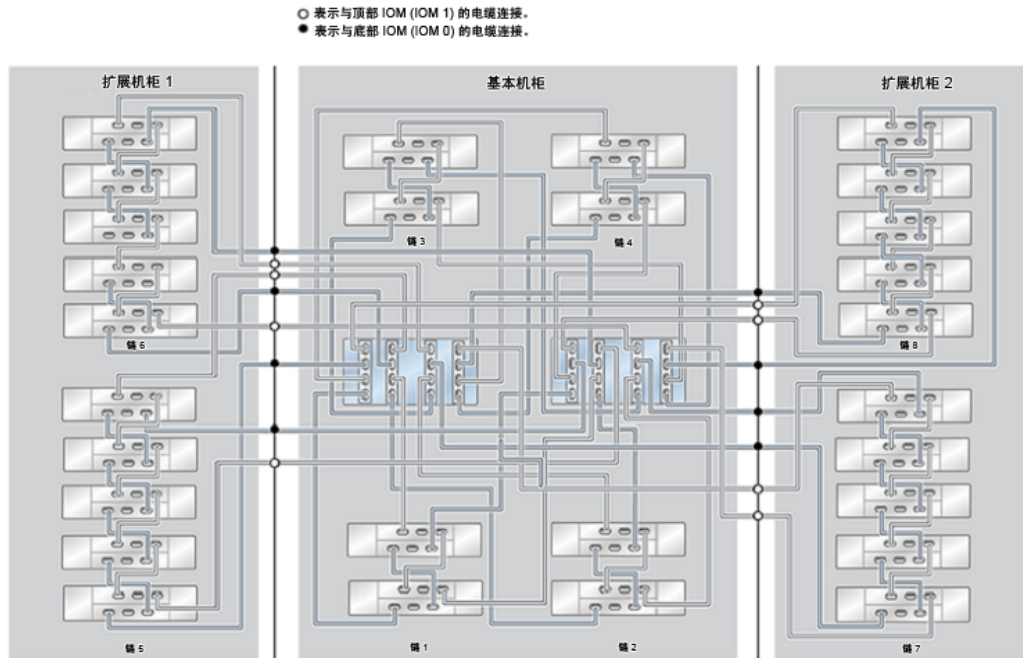 表示与顶部 IOM (IOM 1) 的电缆连接。
表示与底部 IOM (IOM 0) 的电缆连接。
扩展机柜 1
基本机柜
扩展机柜 2
链 3
链 4
链 6
链 8
链 5
链 1
链 2
链 7